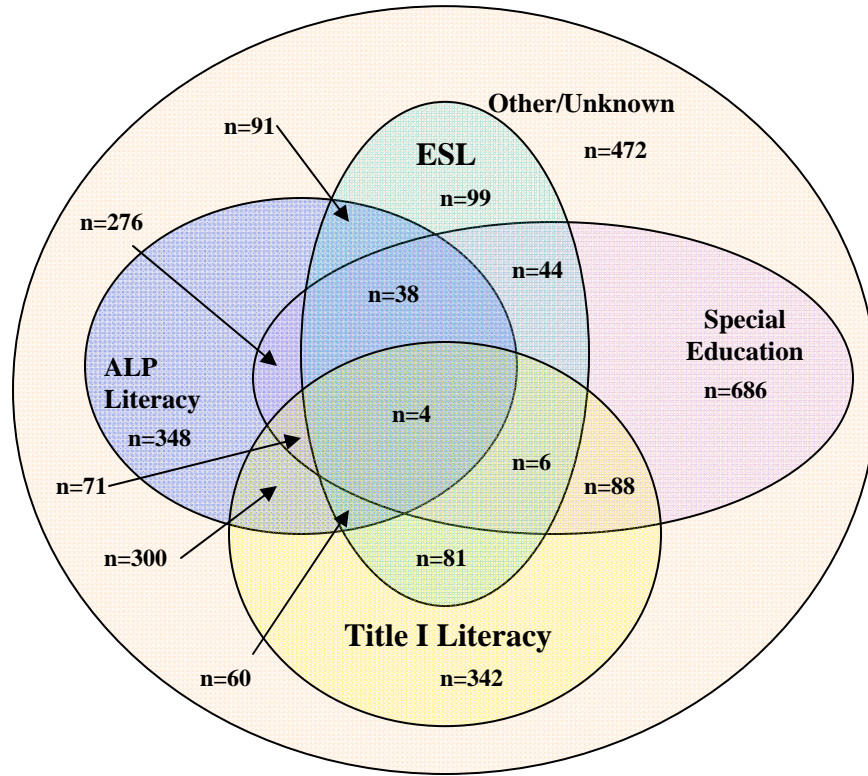 Other/Unknown
n=472
n=91
ESL
n=99
n=276
n=44
n=38
Special
Education
n=686
ALP
Literacy
n=348
n=4
n=6
n=71
n=88
n=300
n=81
Title I Literacy
n=60
n=342